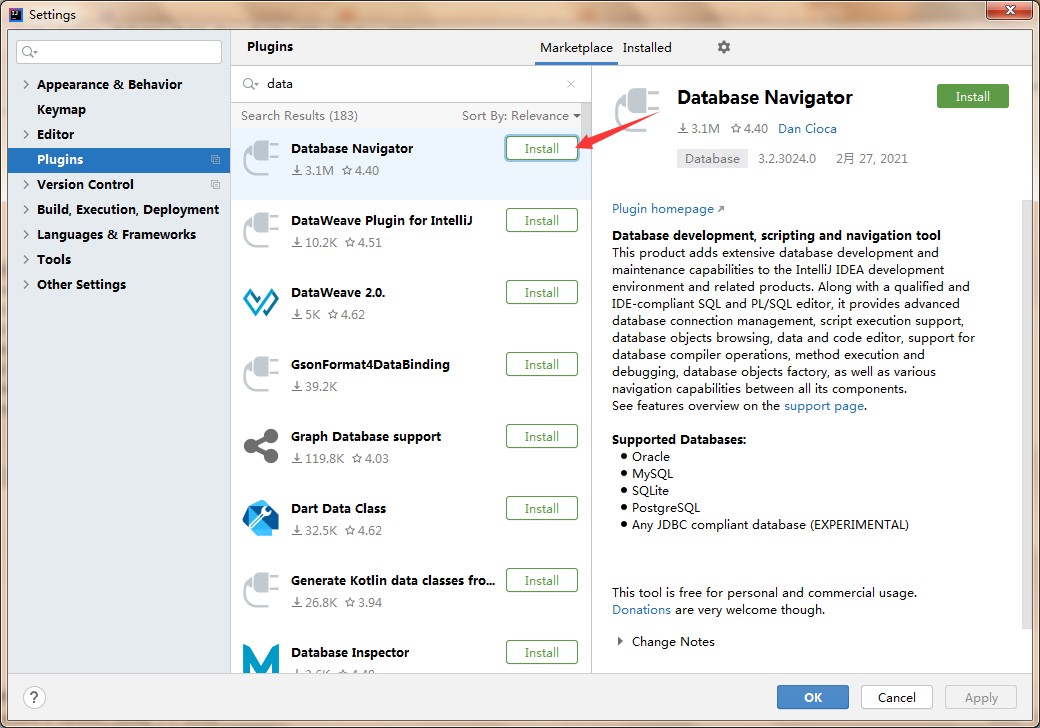 Settings
Appearance & Behavior
Keymap
Editor
Plugins
Version Control
Build, Execution, Deployment
Languages & Frameworks
Tools
Other Settings
Plugins
Marketplace Installed
data
Search Results (183) Sort By: Relevance
Database Navigator
3.1M 4.40
Install
DataWeave Plugin for IntelliJ
10.2K 4.51
Install
DataWeave 2.0.
5K 4.62
Install
GsonFormat4DataBinding
39.2K
Install
Graph Database support
119.8K 4.03
Install
Dart Data Class
32.5K 4.62
Install
Generate Kotlin data classes fro...
26.8K 3.94
Install
Database Inspector
Install
Database Navigator
Install
3.1M 4.40 Dan Cioca
Database 3.2.3024.0 2月 27, 2021
Plugin homepage
Database development, scripting and navigation tool
This product adds extensive database development and
maintenance capabilities to the IntelliJ IDEA development
environment and related products. Along with a qualified and
IDE-compliant SQL and PL/SQL editor, it provides advanced
database connection management, script execution support,
database objects browsing, data and code editor, support for
database compiler operations, method execution and
debugging, database objects factory, as well as various
navigation capabilities between all its components.
See features overview on the support page.
Supported Databases:
Oracle
MySQL
SQLite
PostgreSQL
Any JDBC compliant database (EXPERIMENTAL)
This tool is free for personal and commercial usage.
Donations are very welcome though.
Change Notes
?
OK Cancel Apply